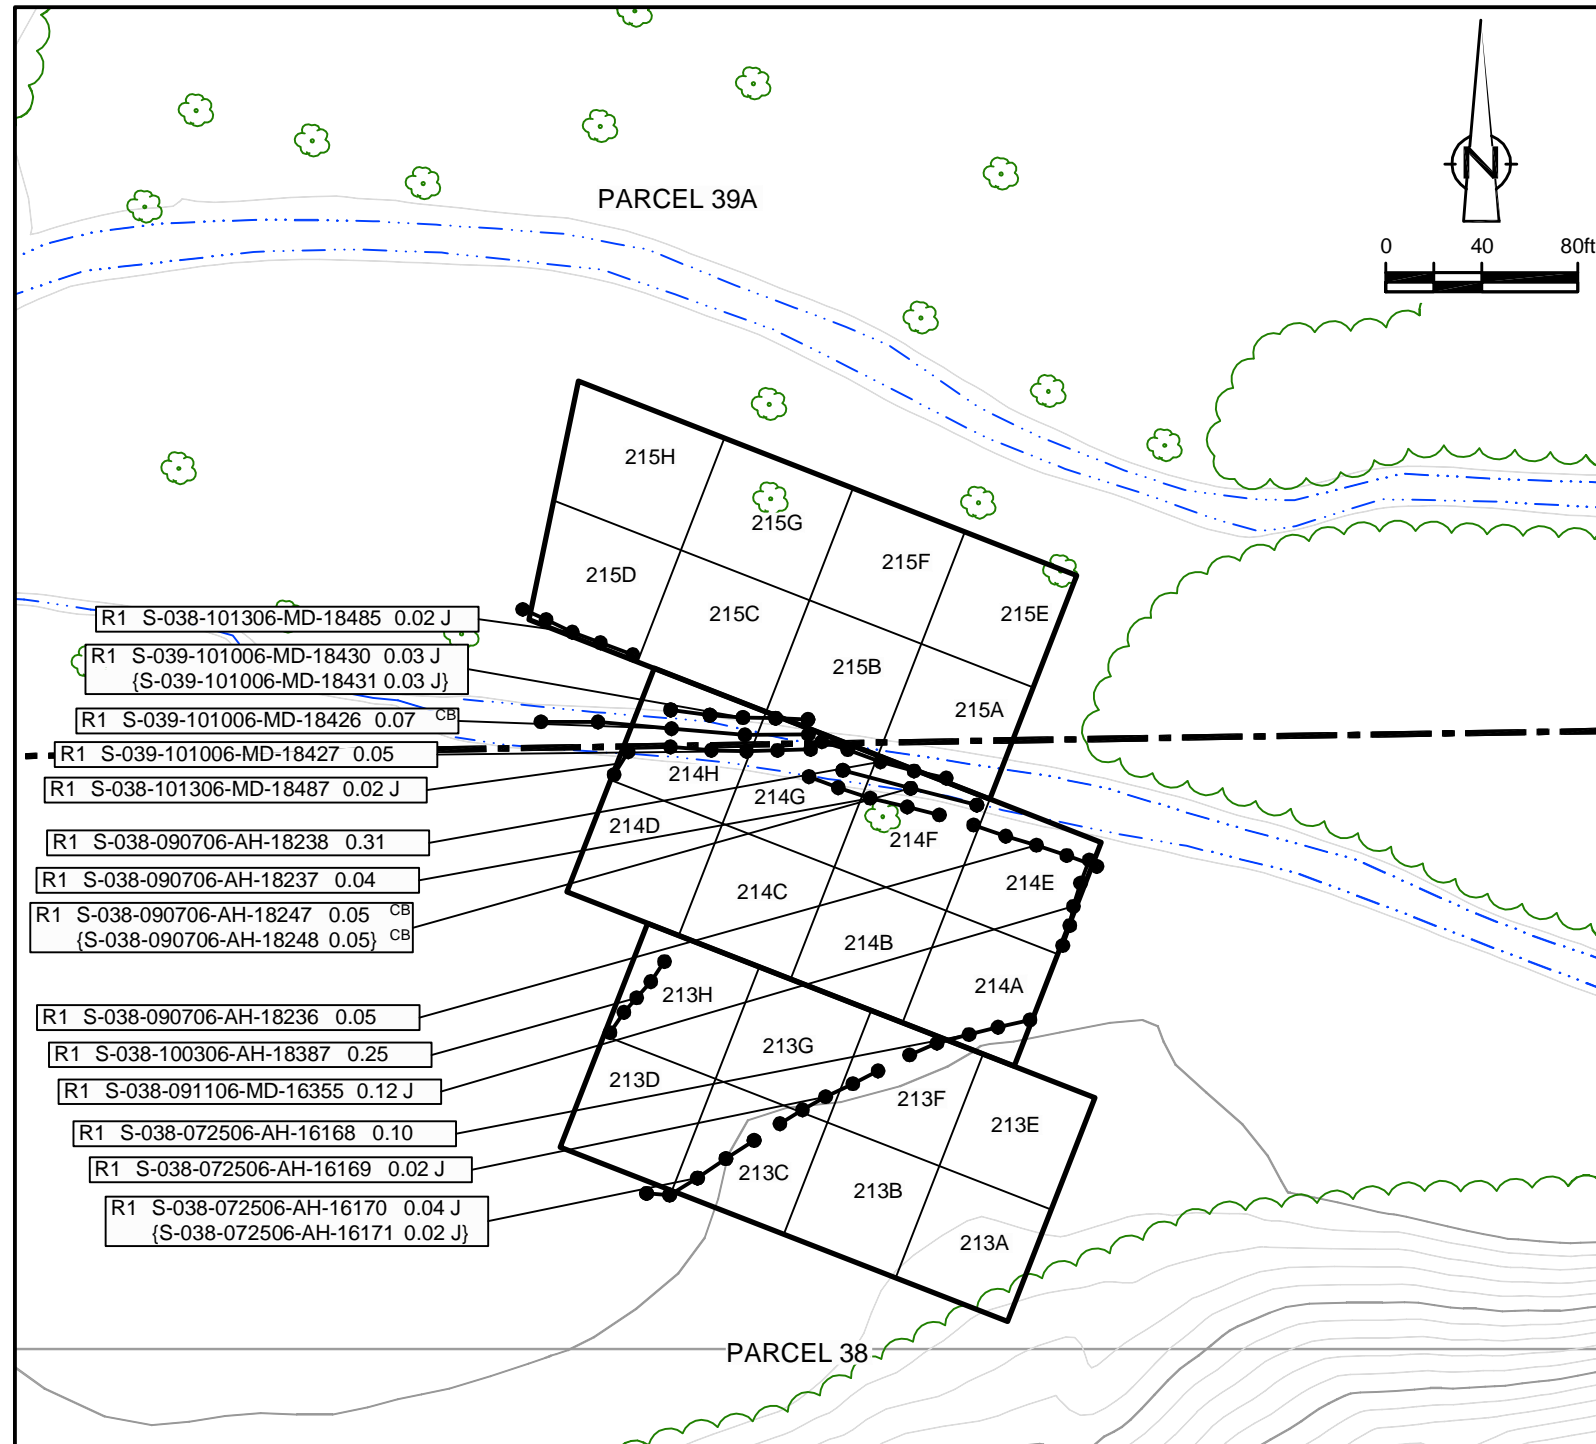 PARCEL 39A
N
0 40 80ft
215H
215G
215F
215E
215D
215C
215B
215A
R1 S-038-101306-MD-18485 0.02 J
R1 S-039-101006-MD-18430 0.03 J
{S-039-101006-MD-18431 0.03 J}
R1 S-039-101006-MD-18426 0.07 CB
R1 S-039-101006-MD-18427 0.05
R1 S-038-101306-MD-18487 0.02 J
R1 S-038-090706-AH-18238 0.31
R1 S-038-090706-AH-18237 0.04
R1 S-038-090706-AH-18247 0.05 CB
{S-038-090706-AH-18248 0.05} CB
R1 S-038-090706-AH-18236 0.05
R1 S-038-100306-AH-18387 0.25
R1 S-038-091106-MD-16355 0.12 J
R1 S-038-072506-AH-16168 0.10
R1 S-038-072506-AH-16169 0.02 J
R1 S-038-072506-AH-16170 0.04 J
{S-038-072506-AH-16171 0.02 J}
214H
214G
214F
214E
214D
214C
214B
214A
213H
213G
213F
213E
213D
213C
213B
213A
PARCEL 38